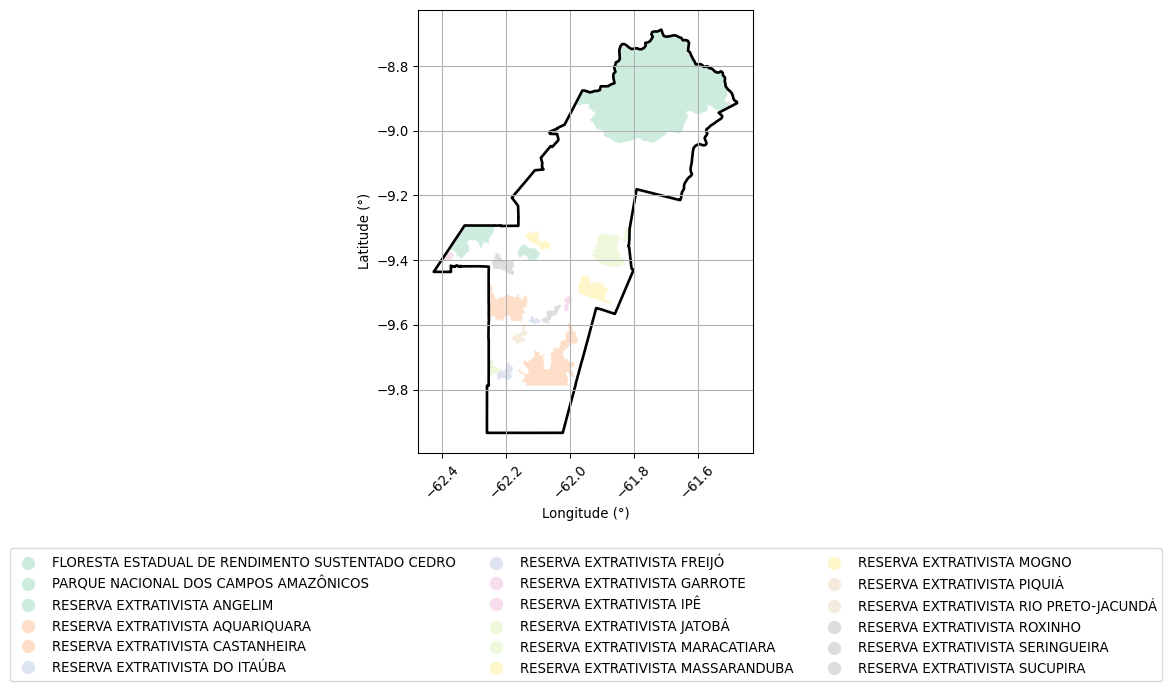 −8.8
−9.0
−9.2
−9.4
−9.6
−9.8
Latitude (°)
−62.4
−62.2
−62.0
−61.8
−61.6
Longitude (°)
FLORESTA ESTADUAL DE RENDIMENTO SUSTENTADO CEDRO
PARQUE NACIONAL DOS CAMPOS AMAZÔNICOS
RESERVA EXTRATIVISTA ANGELIM
RESERVA EXTRATIVISTA AQUARIQUARA
RESERVA EXTRATIVISTA CASTANHEIRA
RESERVA EXTRATIVISTA DO ITAÚBA
RESERVA EXTRATIVISTA FREIJÓ
RESERVA EXTRATIVISTA GARROTE
RESERVA EXTRATIVISTA IPÊ
RESERVA EXTRATIVISTA JATOBÁ
RESERVA EXTRATIVISTA MARACATIARA
RESERVA EXTRATIVISTA MASSARANDUBA
RESERVA EXTRATIVISTA MOGNO
RESERVA EXTRATIVISTA PIQUIÁ
RESERVA EXTRATIVISTA RIO PRETO-JACUNDÁ
RESERVA EXTRATIVISTA ROXINHO
RESERVA EXTRATIVISTA SERINGUEIRA
RESERVA EXTRATIVISTA SUCUPIRA